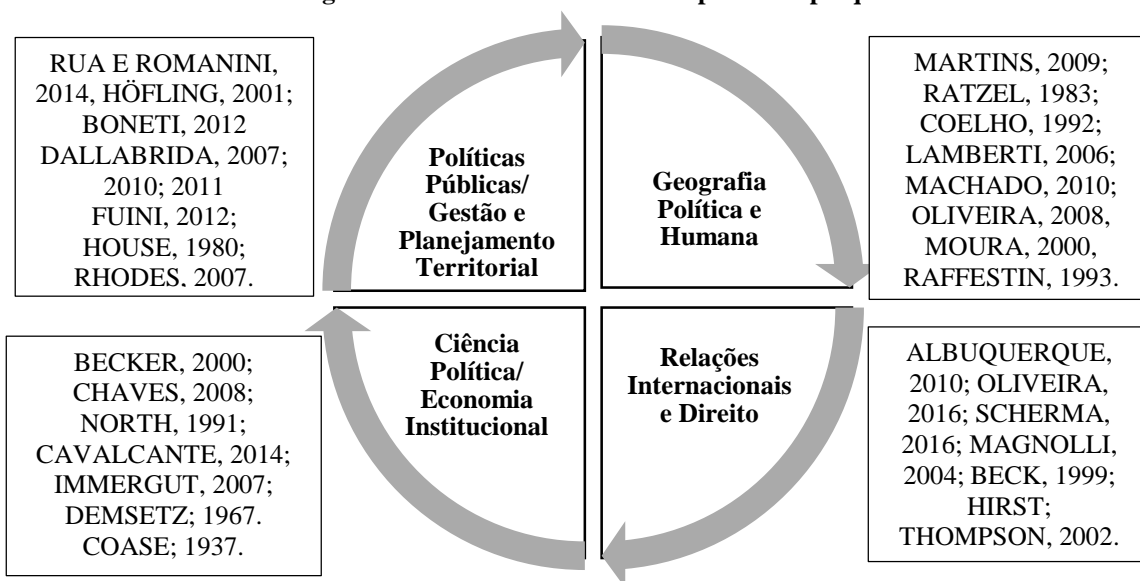 RUA E ROMANINI,
2014, HÖFLING, 2001;
BONETI, 2012
DALLABRIDA, 2007;
2010; 2011
FUINI, 2012;
HOUSE, 1980;
RHODES, 2007.
Políticas
Públicas/
Gestão e
Planejamento
Territorial
Geografia
Política e
Humana
MARTINS, 2009;
RATZEL, 1983;
COELHO, 1992;
LAMBERTI, 2006;
MACHADO, 2010;
OLIVEIRA, 2008,
MOURA, 2000,
RAFFESTIN, 1993.
BECKER, 2000;
CHAVES, 2008;
NORTH, 1991;
CAVALCANTE, 2014;
IMMERGUT, 2007;
DEMSETZ; 1967.
COASE; 1937.
Ciência
Política/
Economia
Institucional
Relações
Internacionais
e Direito
ALBUQUERQUE,
2010; OLIVEIRA,
2016; SCHERMA,
2016; MAGNOLLI,
2004; BECK, 1999;
HIRST;
THOMPSON, 2002.